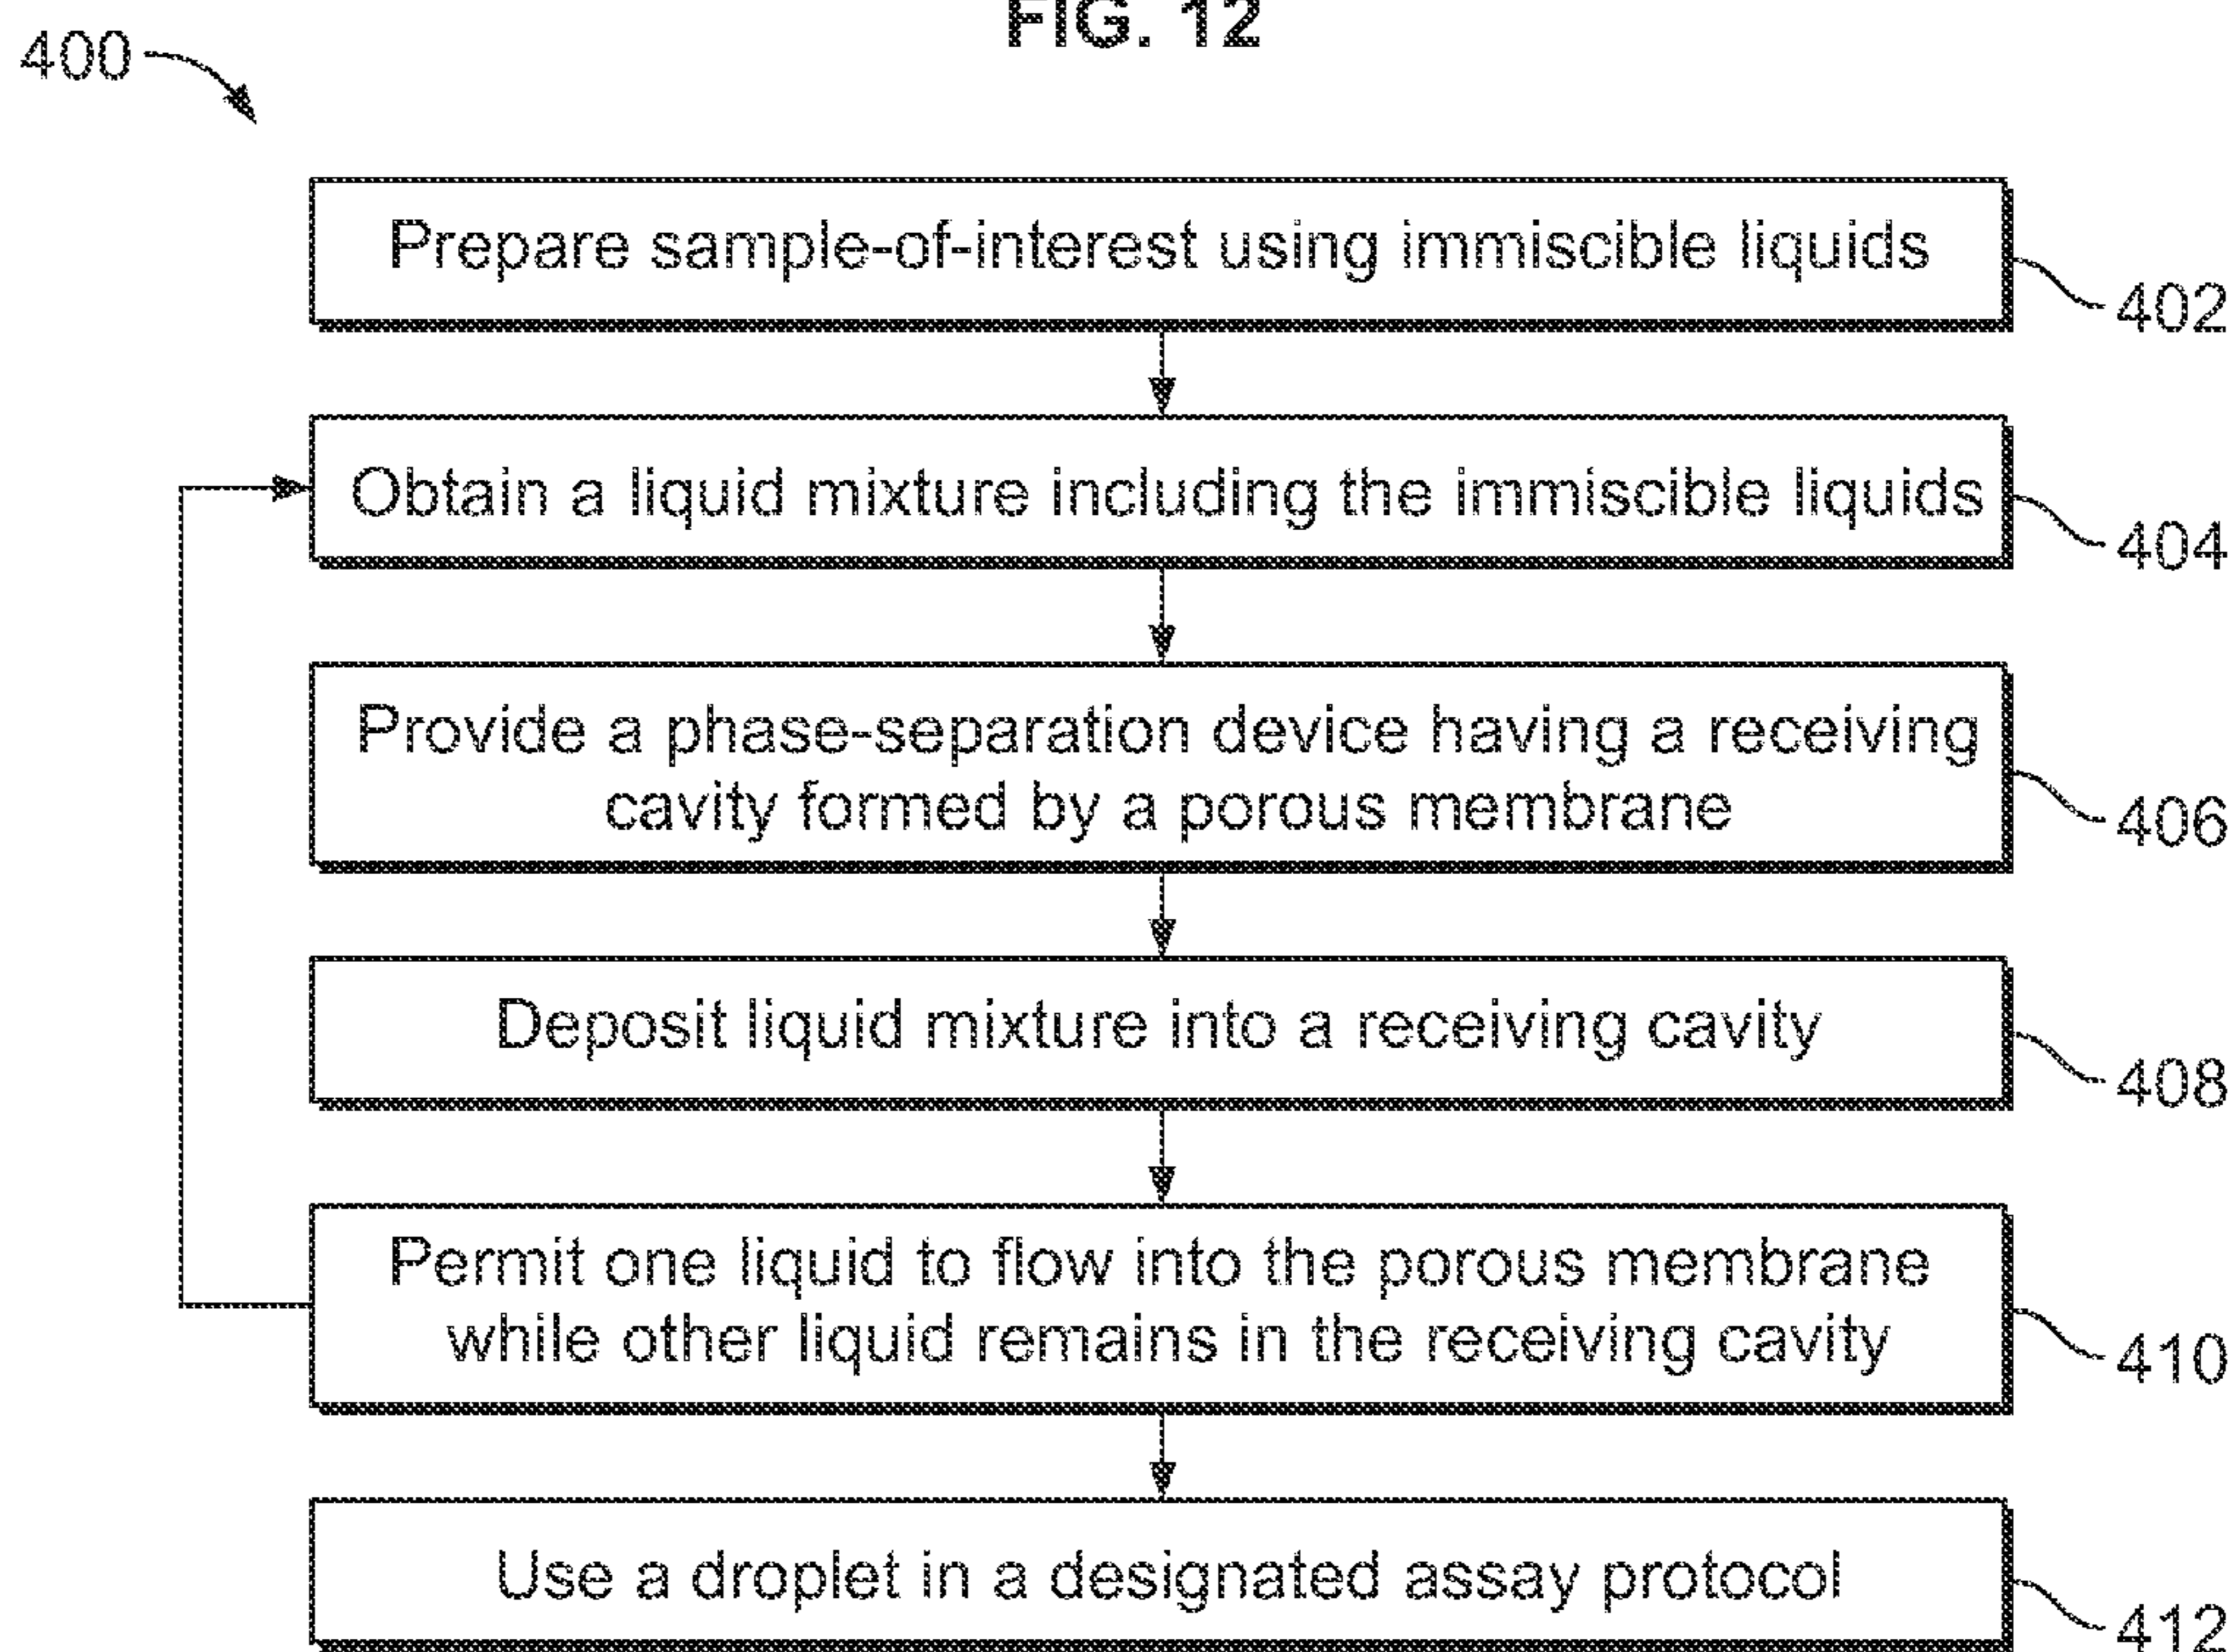 FIG. 12
400
Prepare sample-of-interest using immiscible liquids
402
Obtain a liquid mixture including the immiscible liquids
404
Provide a phase-separation device having a receiving
cavity formed by a porous membrane
406
Deposit liquid mixture into a receiving cavity
408
Permit one liquid to flow into the porous membrane
while other liquid remains in the receiving cavity
410
Use a droplet in a designated assay protocol
412